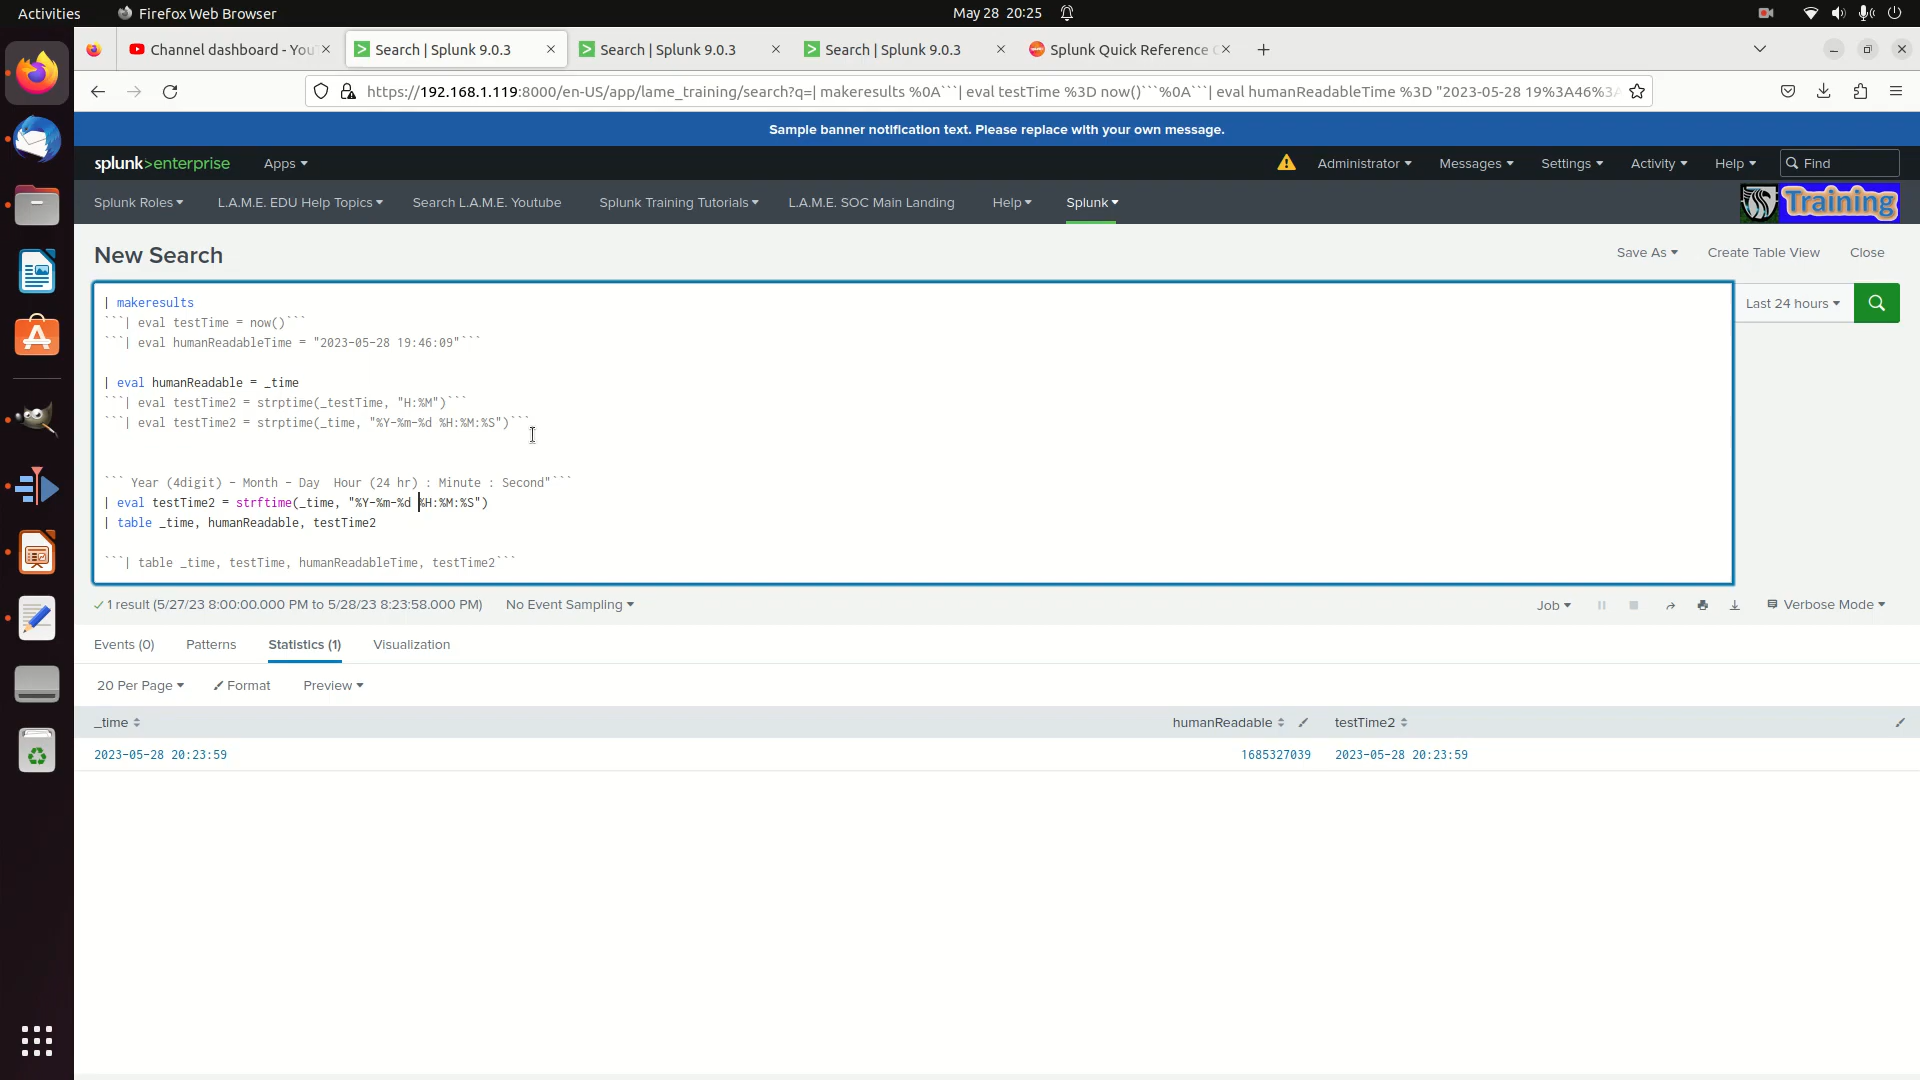 Activities
Firefox Web Browser
May 28 20:25
Channel dashboard - You
Search | Splunk 9.0.3
Search | Splunk 9.0.3
Search | Splunk 9.0.3
Splunk Quick Reference
https://192.168.1.119:8000/en-US/app/lame_training/search?q=| makeresults %0A```| eval testTime %3D now()```%0A```| eval humanReadableTime %3D "2023-05-28 19%3A46%3A
Sample banner notification text. Please replace with your own message.
splunk>enterprise
Apps
Administrator
Messages
Settings
Activity
Help
Find
Splunk Roles
L.A.M.E. EDU Help Topics
Search L.A.M.E. Youtube
Splunk Training Tutorials
L.A.M.E. SOC Main Landing
Help
Splunk
Training
New Search
Save As
Create Table View
Close
| makeresults
```| eval testTime = now()```
```| eval humanReadableTime = "2023-05-28 19:46:09"```
| eval humanReadable = _time
```| eval testTime2 = strptime(_testTime, "H:%M")```
```| eval testTime2 = strptime(_time, "%Y-%m-%d %H:%M:%S")```
``` Year (4digit) - Month - Day  Hour (24 hr) : Minute : Second"```
| eval testTime2 = strftime(_time, "%Y-%m-%d %H:%M:%S")
| table _time, humanReadable, testTime2
```| table _time, testTime, humanReadableTime, testTime2```
Last 24 hours
1 result (5/27/23 8:00:00.000 PM to 5/28/23 8:23:58.000 PM)
No Event Sampling
Job
Verbose Mode
Events (0)
Patterns
Statistics (1)
Visualization
20 Per Page
Format
Preview
_time
humanReadable
testTime2
2023-05-28 20:23:59
1685327039
2023-05-28 20:23:59